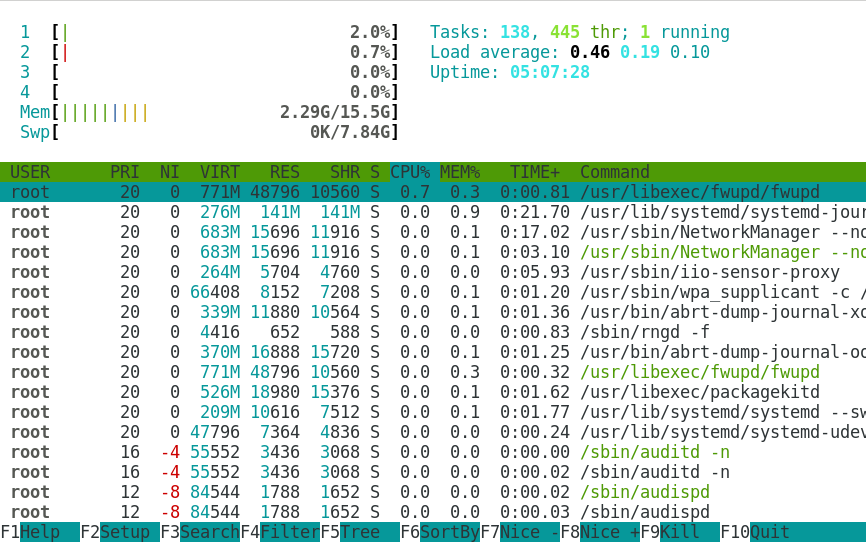 1 [| 2.0%] Tasks: 138, 445 thr; 1 running
2 [| 0.7%] Load average: 0.46 0.19 0.10
3 [ 0.0%] Uptime: 05:07:28
4 [ 0.0%]
Mem[||||||||| 2.29G/15.5G]
Swp[ 0K/7.84G]
USER PRI NI VIRT RES SHR S CPU% MEM% TIME+ Command
root 20 0 771M 48796 10560 S 0.7 0.3 0:00.81 /usr/libexec/fwupd/fwupd
root 20 0 276M 141M 141M S 0.0 0.9 0:21.70 /usr/lib/systemd/systemd-jour
root 20 0 683M 15696 11916 S 0.0 0.1 0:17.02 /usr/sbin/NetworkManager --no
root 20 0 683M 15696 11916 S 0.0 0.1 0:03.10 /usr/sbin/NetworkManager --no
root 20 0 264M 5704 4760 S 0.0 0.0 0:05.93 /usr/sbin/iio-sensor-proxy
root 20 0 66408 8152 7208 S 0.0 0.1 0:01.20 /usr/sbin/wpa_supplicant -c /
root 20 0 339M 11880 10564 S 0.0 0.1 0:01.36 /usr/bin/abrt-dump-journal-xo
root 20 0 4416 652 588 S 0.0 0.0 0:00.83 /sbin/rngd -f
root 20 0 370M 16888 15720 S 0.0 0.1 0:01.25 /usr/bin/abrt-dump-journal-oo
root 20 0 771M 48796 10560 S 0.0 0.3 0:00.32 /usr/libexec/fwupd/fwupd
root 20 0 526M 18980 15376 S 0.0 0.1 0:01.62 /usr/libexec/packagekitd
root 20 0 209M 10616 7512 S 0.0 0.1 0:01.77 /usr/lib/systemd/systemd --sw
root 20 0 47796 7364 4836 S 0.0 0.0 0:00.24 /usr/lib/systemd/systemd-udev
root 16 -4 55552 3436 3068 S 0.0 0.0 0:00.00 /sbin/auditd -n
root 16 -4 55552 3436 3068 S 0.0 0.0 0:00.02 /sbin/auditd -n
root 12 -8 84544 1788 1652 S 0.0 0.0 0:00.02 /sbin/audispd
root 12 -8 84544 1788 1652 S 0.0 0.0 0:00.03 /sbin/audispd
F1Help F2Setup F3SearchF4FilterF5Tree F6SortByF7Nice -F8Nice +F9Kill F10Quit